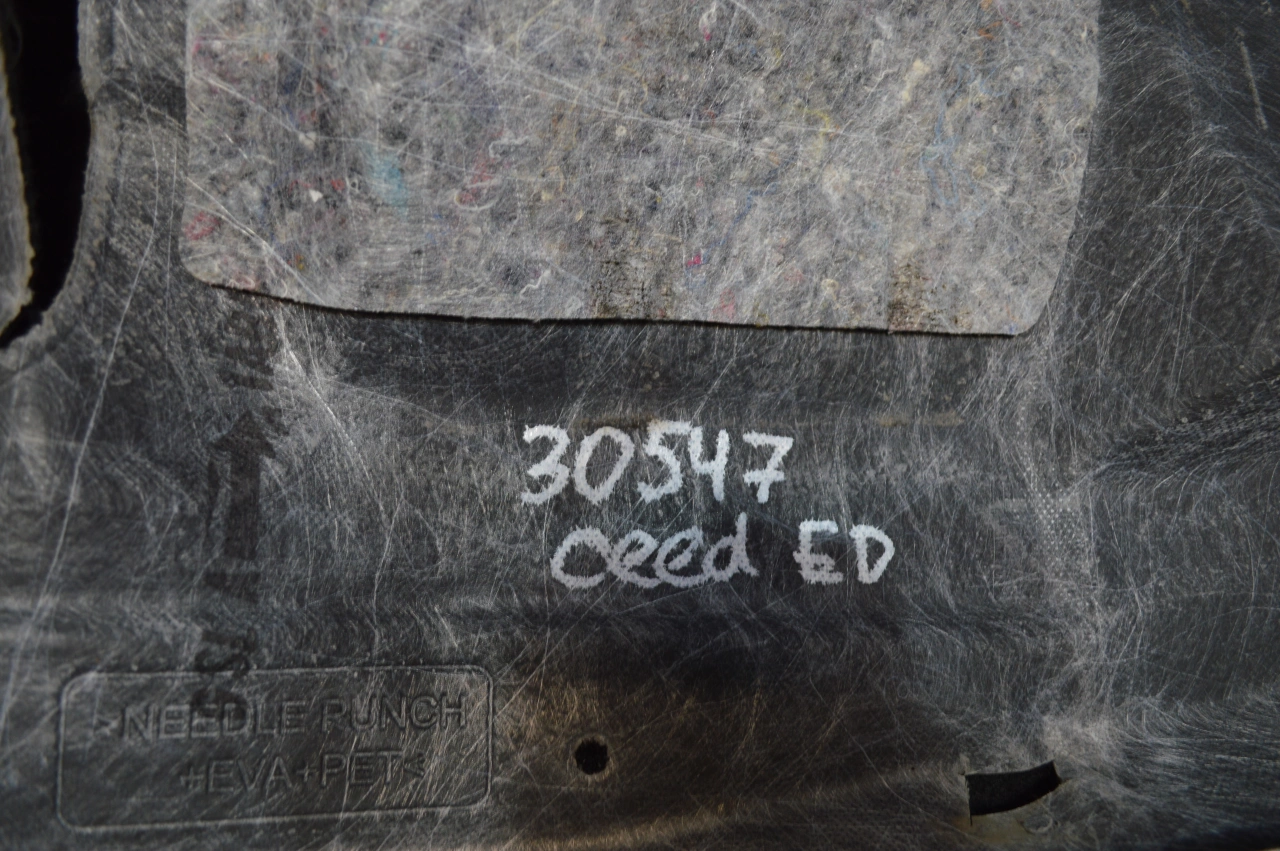 30547
ceed ED
>NEEDLE PUNCH
+EVA+PET<